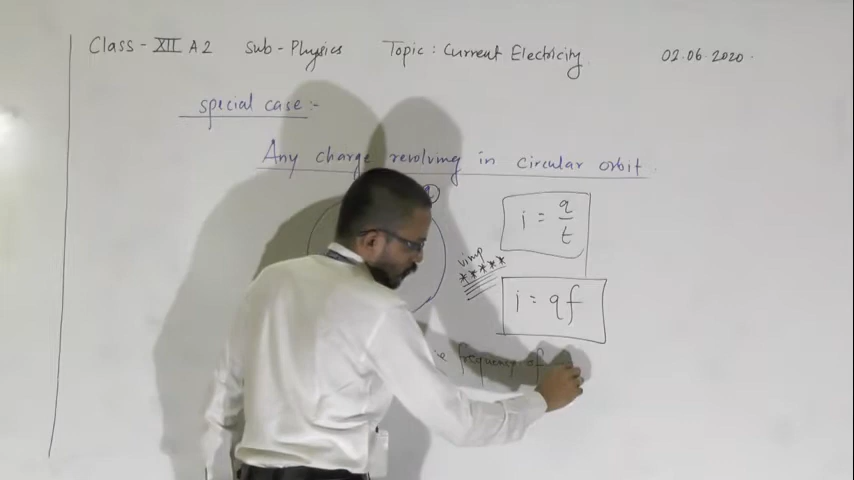 Class - XII A2 Sub - Physics Topic : Current Electricity 02.06.2020.
special case :-
Any charge revolving in circular orbit.
q
i = q/t
vimp
*****
i = qf
frequency of